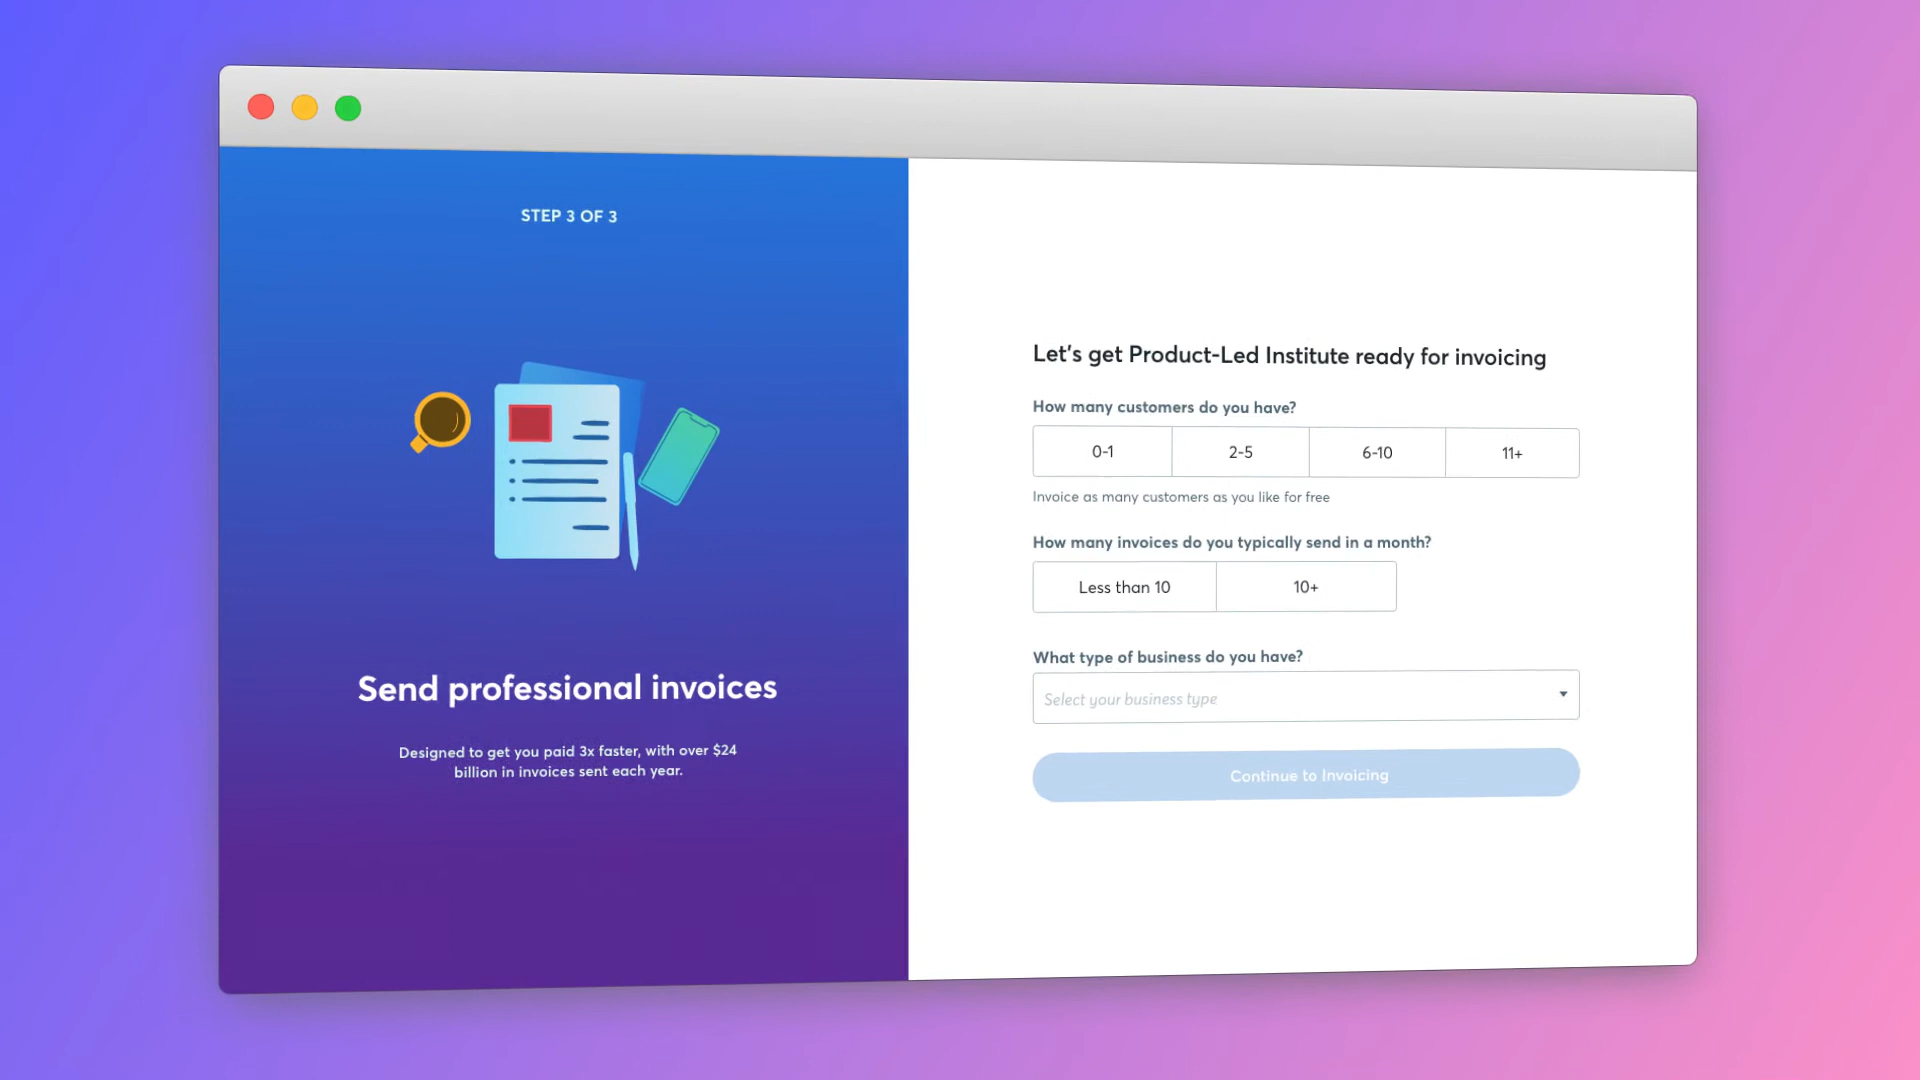 STEP 3 OF 3
Send professional invoices
Designed to get you paid 3x faster, with over $24
billion in invoices sent each year.
Let's get Product-Led Institute ready for invoicing
How many customers do you have?
0-1 2-5 6-10 11+
Invoice as many customers as you like for free
How many invoices do you typically send in a month?
Less than 10 10+
What type of business do you have?
Select your business type
Continue to Invoicing